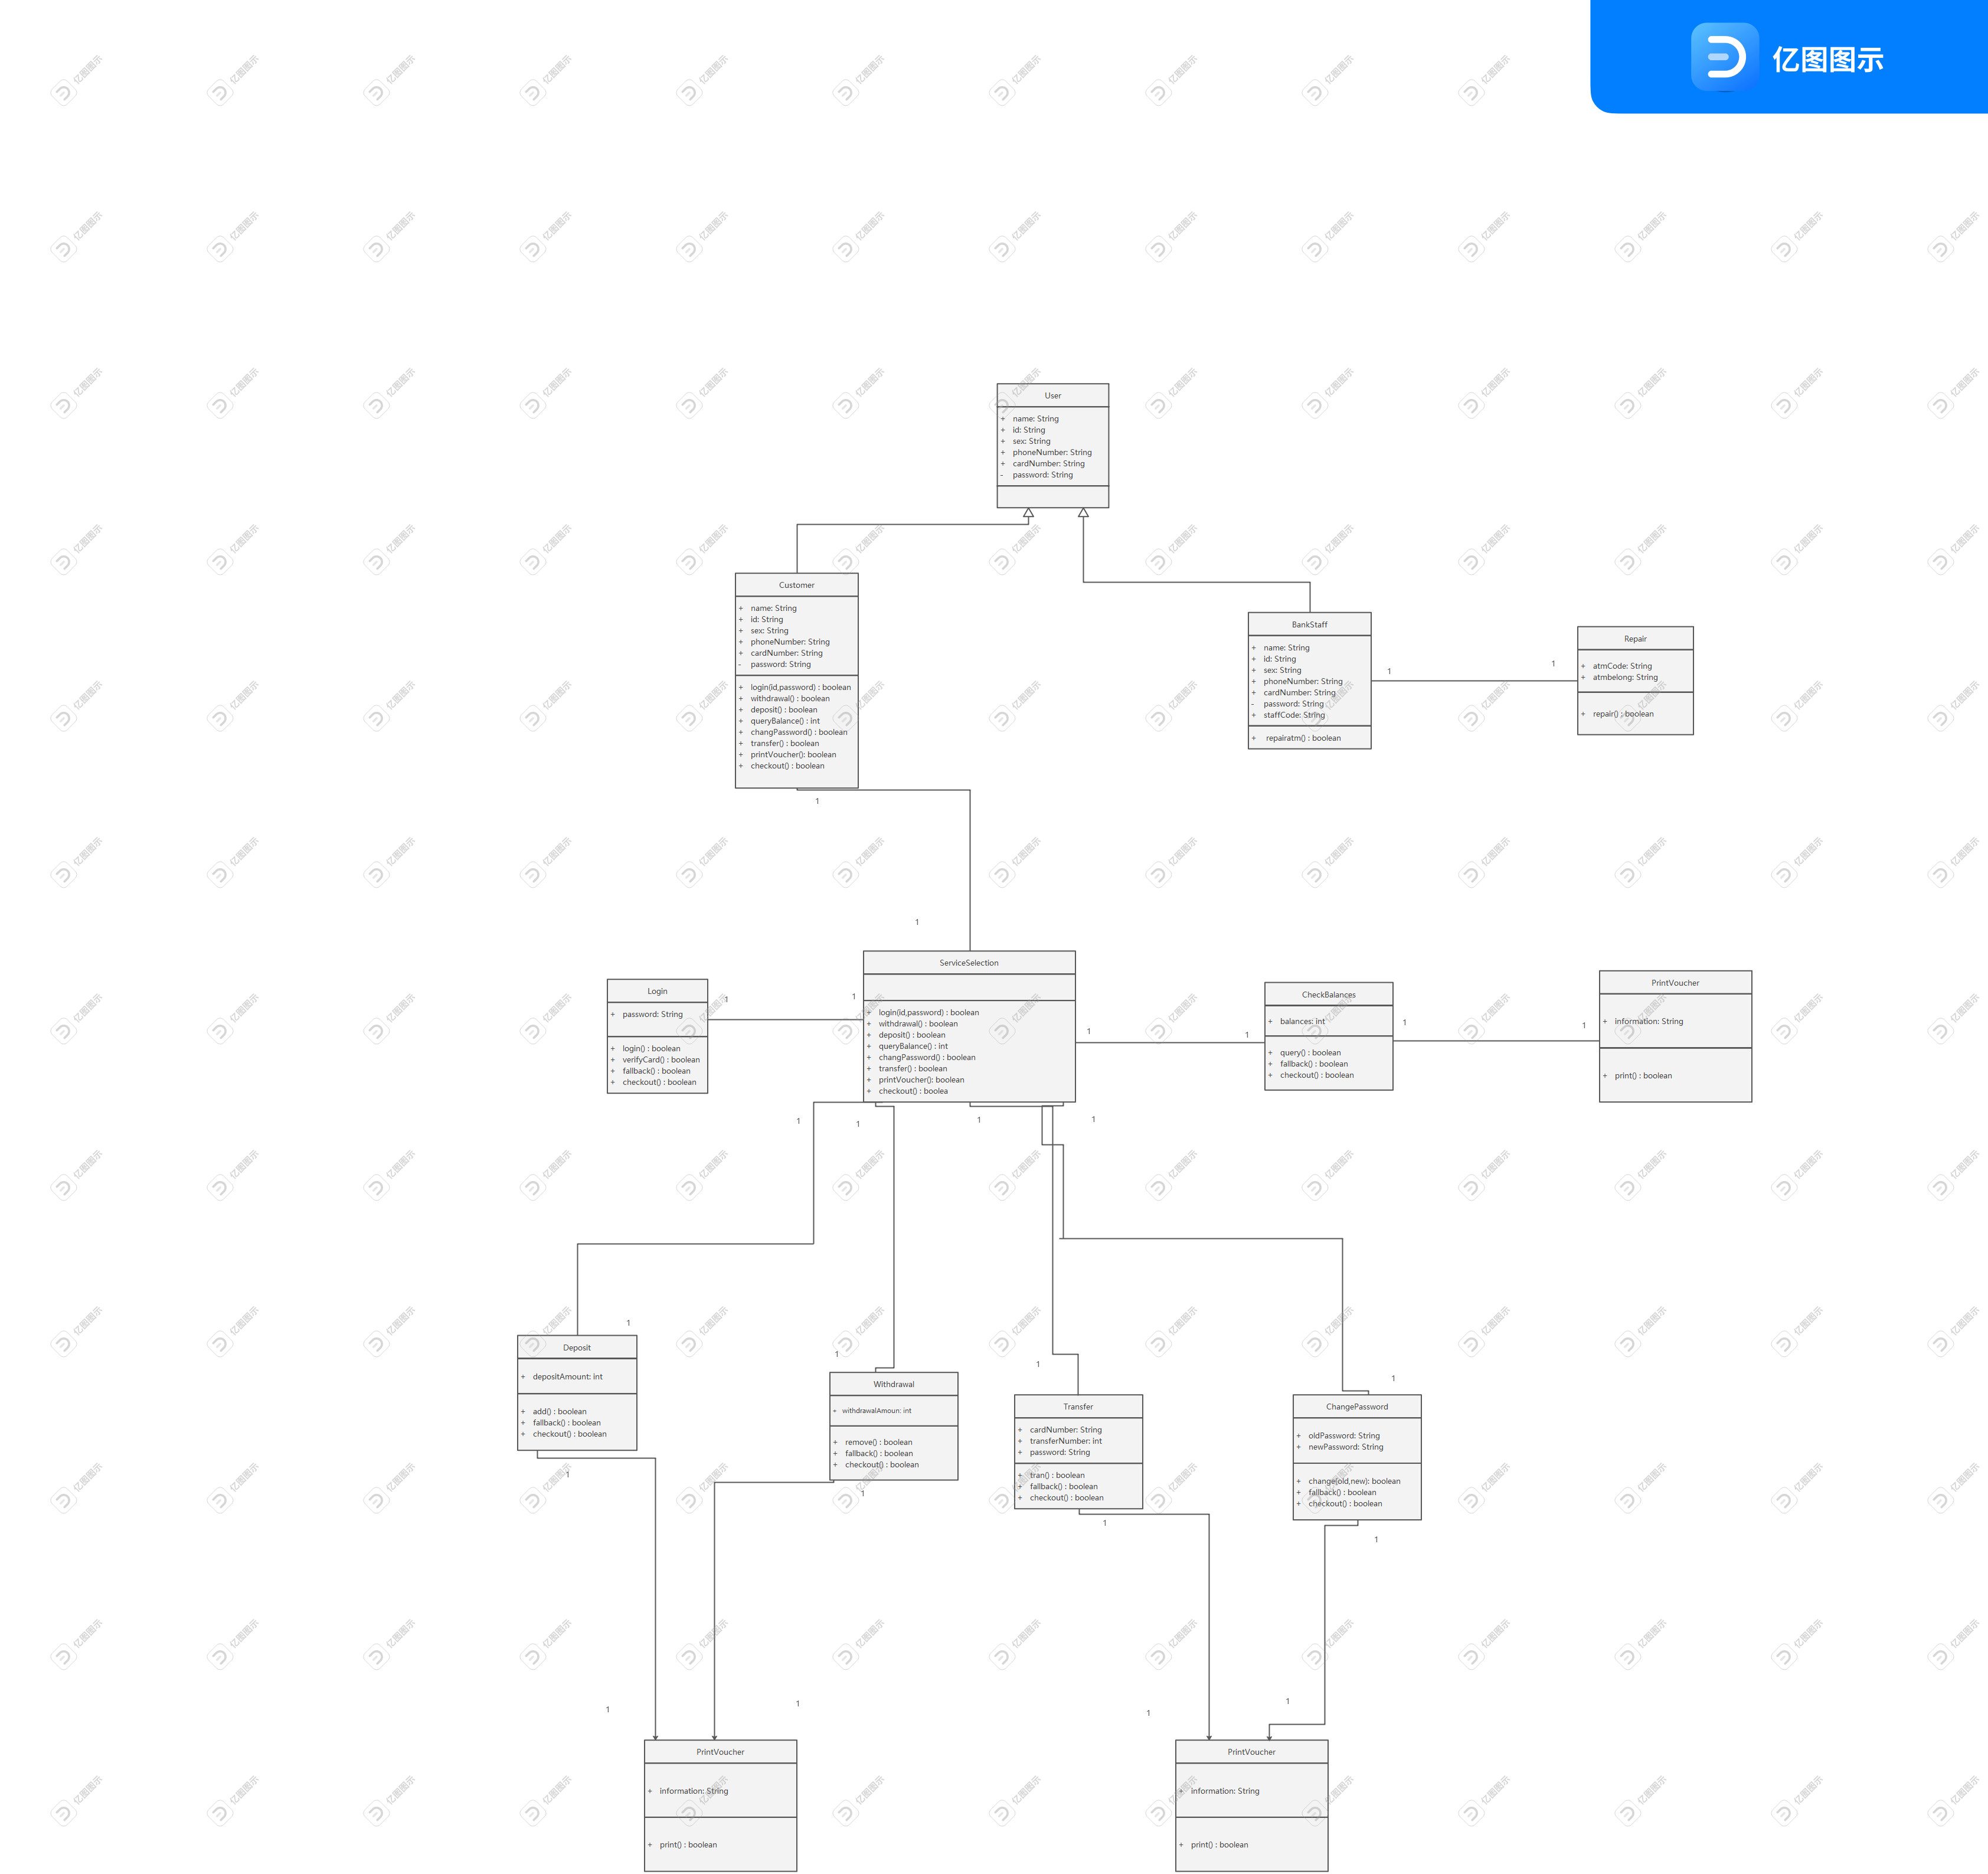 亿图图示
User
+ name: String
+ id: String
+ sex: String
+ phoneNumber: String
+ cardNumber: String
- password: String
Customer
+ name: String
+ id: String
+ sex: String
+ phoneNumber: String
+ cardNumber: String
- password: String
+ login(id,password) : boolean
+ withdrawal() : boolean
+ deposit() : boolean
+ queryBalance() : int
+ changPassword() : boolean
+ transfer() : boolean
+ printVoucher(): boolean
+ checkout() : boolean
1
BankStaff
+ name: String
+ id: String
+ sex: String
+ phoneNumber: String
+ cardNumber: String
- password: String
+ staffCode: String
+ repairatm() : boolean
1
1
Repair
+ atmCode: String
+ atmbelong: String
+ repair() : boolean
1
ServiceSelection
+ login(id,password) : boolean
+ withdrawal() : boolean
+ deposit() : boolean
+ queryBalance() : int
+ changPassword() : boolean
+ transfer() : boolean
+ printVoucher(): boolean
+ checkout() : boolea
Login
+ password: String
+ login() : boolean
+ verifyCard() : boolean
+ fallback() : boolean
+ checkout() : boolean
1
1
1
1
CheckBalances
+ balances: int
+ query() : boolean
+ fallback() : boolean
+ checkout() : boolean
1
1
PrintVoucher
+ information: String
+ print() : boolean
1
1
1
1
1
Deposit
+ depositAmount: int
+ add() : boolean
+ fallback() : boolean
+ checkout() : boolean
1
1
Withdrawal
+ withdrawalAmoun: int
+ remove() : boolean
+ fallback() : boolean
+ checkout() : boolean
1
1
Transfer
+ cardNumber: String
+ transferNumber: int
+ password: String
+ tran() : boolean
+ fallback() : boolean
+ checkout() : boolean
1
1
ChangePassword
+ oldPassword: String
+ newPassword: String
+ change(old,new): boolean
+ fallback() : boolean
+ checkout() : boolean
1
1
1
PrintVoucher
+ information: String
+ print() : boolean
1
1
PrintVoucher
+ information: String
+ print() : boolean